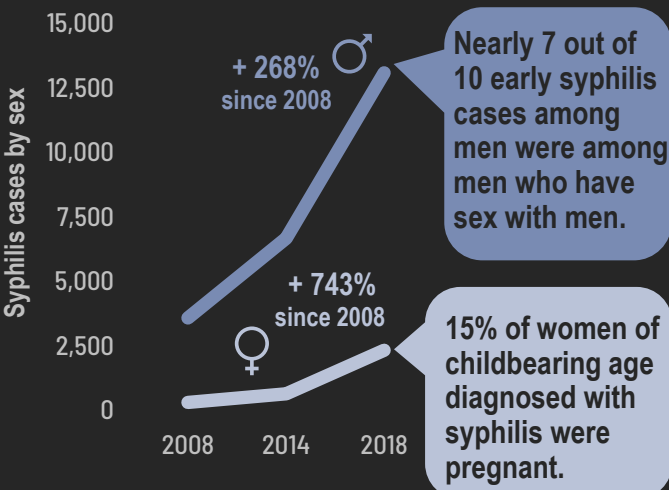 Syphilis cases by sex
15,000
12,500
10,000
7,500
5,000
2,500
0
2008
2014
2018
+ 268%
since 2008
+ 743%
since 2008
Nearly 7 out of
10 early syphilis
cases among
men were among
men who have
sex with men.
15% of women of
childbearing age
diagnosed with
syphilis were
pregnant.